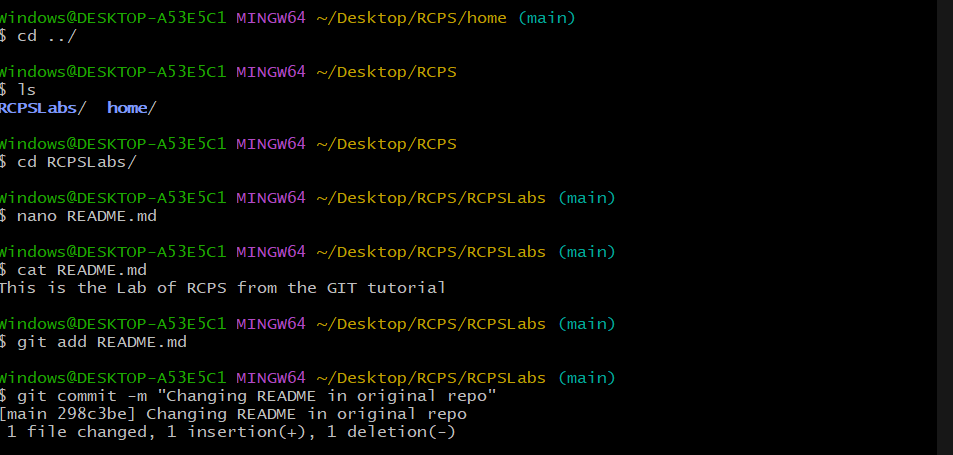 Windows@DESKTOP-A53E5C1 MINGW64 ~/Desktop/RCPS/home (main)
$ cd ../
Windows@DESKTOP-A53E5C1 MINGW64 ~/Desktop/RCPS
$ ls
RCPSLabs/  home/
Windows@DESKTOP-A53E5C1 MINGW64 ~/Desktop/RCPS
$ cd RCPSLabs/
Windows@DESKTOP-A53E5C1 MINGW64 ~/Desktop/RCPS/RCPSLabs (main)
$ nano README.md
Windows@DESKTOP-A53E5C1 MINGW64 ~/Desktop/RCPS/RCPSLabs (main)
$ cat README.md
This is the Lab of RCPS from the GIT tutorial
Windows@DESKTOP-A53E5C1 MINGW64 ~/Desktop/RCPS/RCPSLabs (main)
$ git add README.md
Windows@DESKTOP-A53E5C1 MINGW64 ~/Desktop/RCPS/RCPSLabs (main)
$ git commit -m "Changing README in original repo"
[main 298c3be] Changing README in original repo
 1 file changed, 1 insertion(+), 1 deletion(-)